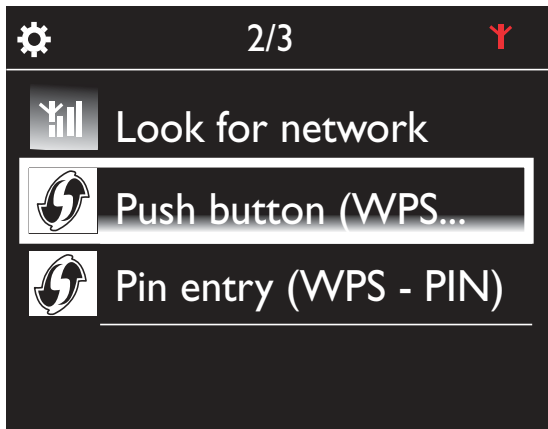 2/3
Look for network
Push button (WPS...
Pin entry (WPS - PIN)